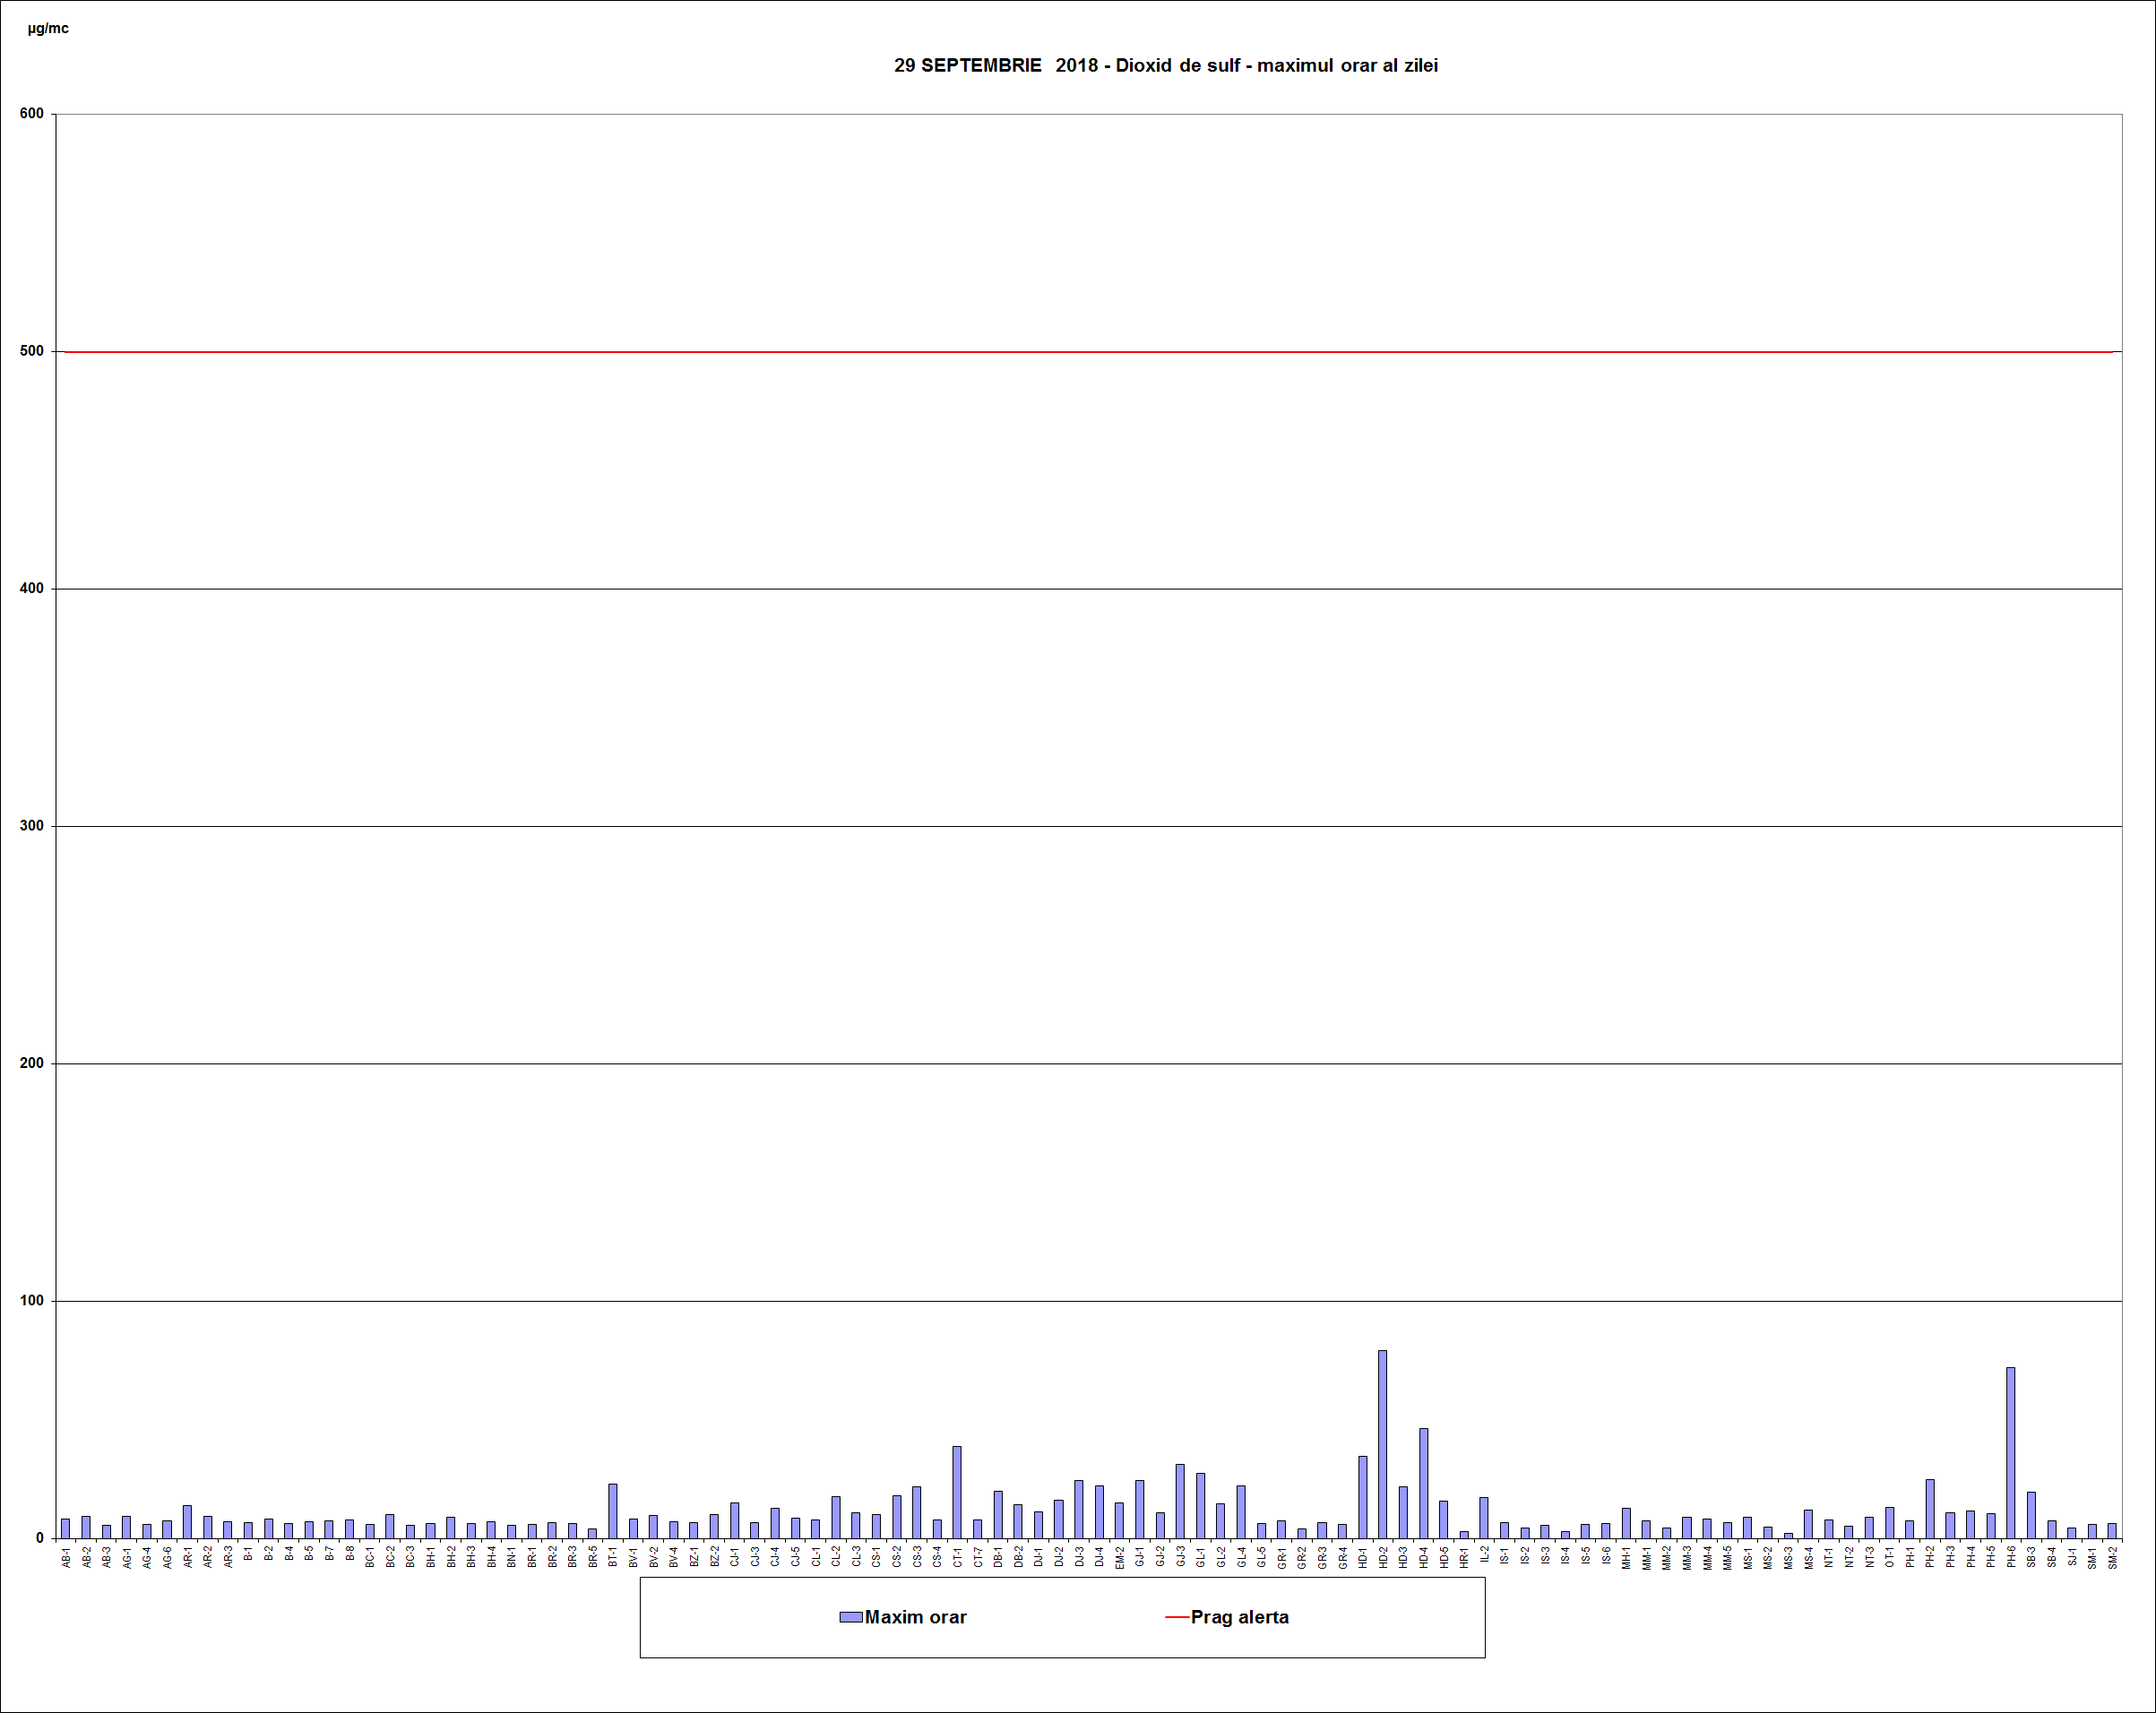 µg/mc
29 SEPTEMBRIE 2018 - Dioxid de sulf - maximul orar al zilei
600
500
400
300
200
100
0
AB-1 AB-2 AB-3 AG-1 AG-4 AG-6 AR-1 AR-2 AR-3 B-1 B-2 B-4 B-5 B-7 B-8 BC-1 BC-2 BC-3 BH-1 BH-2 BH-3 BH-4 BN-1 BR-1 BR-2 BR-3 BR-5 BT-1 BV-1 BV-2 BV-4 BZ-1 BZ-2 CJ-1 CJ-3 CJ-4 CJ-5 CL-1 CL-2 CL-3 CS-1 CS-2 CS-3 CS-4 CT-1 CT-7 DB-1 DB-2 DJ-1 DJ-2 DJ-3 DJ-4 EM-2 GJ-1 GJ-2 GJ-3 GL-1 GL-2 GL-4 GL-5 GR-1 GR-2 GR-3 GR-4 HD-1 HD-2 HD-3 HD-4 HD-5 HR-1 IL-2 IS-1 IS-2 IS-3 IS-4 IS-5 IS-6 MH-1 MM-1 MM-2 MM-3 MM-4 MM-5 MS-1 MS-2 MS-3 MS-4 NT-1 NT-2 NT-3 OT-1 PH-1 PH-2 PH-3 PH-4 PH-5 PH-6 SB-3 SB-4 SJ-1 SM-1 SM-2
Maxim orar Prag alerta